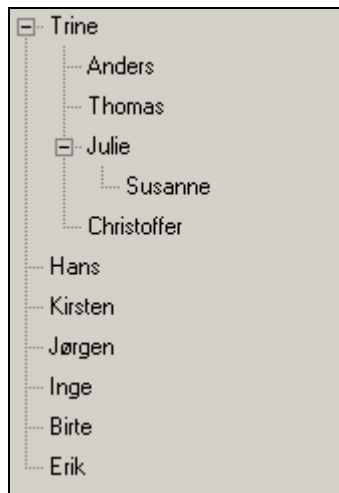 Trine
Anders
Thomas
Julie
Susanne
Christoffer
Hans
Kirsten
Jørgen
Inge
Birte
Erik